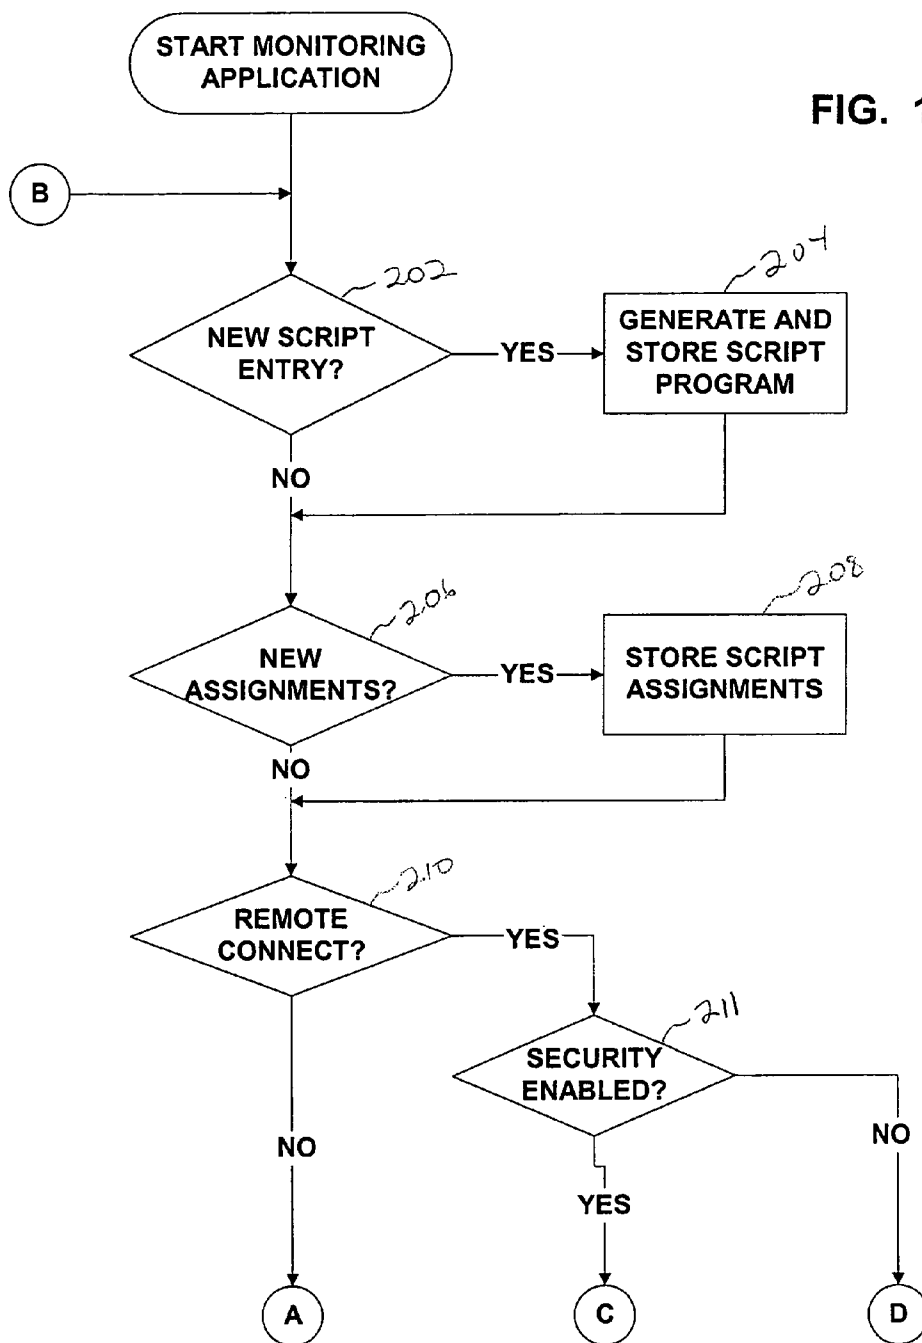 START MONITORING
APPLICATION
FIG. 1
B
202
NEW SCRIPT
ENTRY?
YES
204
GENERATE AND
STORE SCRIPT
PROGRAM
NO
206
NEW
ASSIGNMENTS?
YES
208
STORE SCRIPT
ASSIGNMENTS
NO
210
REMOTE
CONNECT?
YES
211
SECURITY
ENABLED?
NO
NO
YES
A
C
D